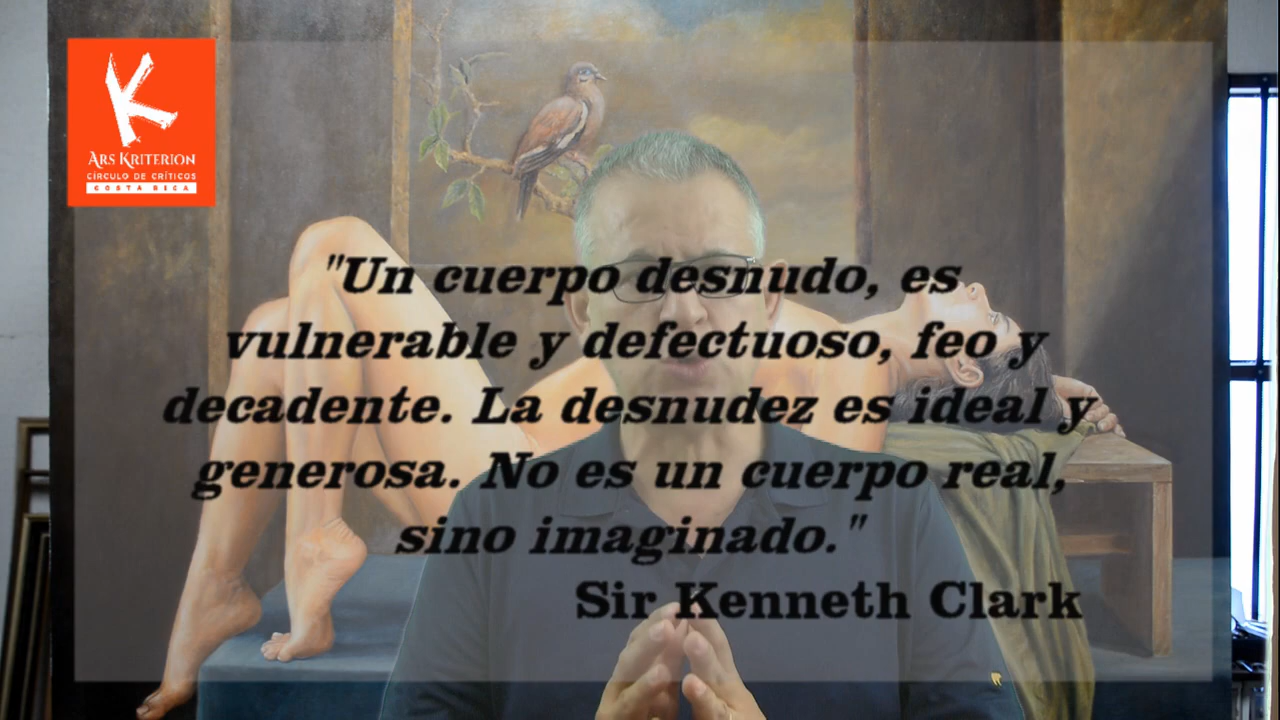 K
ARS KRITERION
CÍRCULO DE CRÍTICOS
COSTA RICA
"Un cuerpo desnudo, es
vulnerable y defectuoso, feo y
decadente. La desnudez es ideal y
generosa. No es un cuerpo real,
sino imaginado."
Sir Kenneth Clark